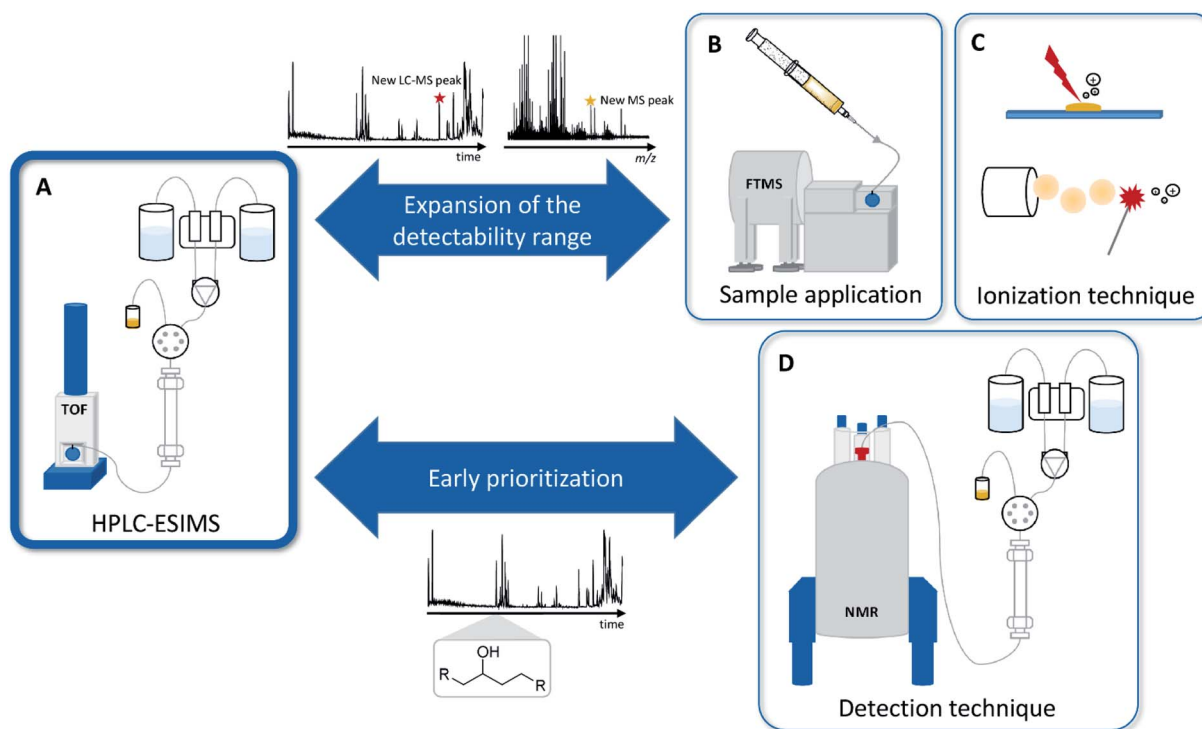 A
TOF
HPLC-ESIMS
New LC-MS peak
time
New MS peak
m/z
Expansion of the
detectability range
B
FTMS
Sample application
C
+
+
Ionization technique
Early prioritization
time
OH
R
R
D
NMR
Detection technique